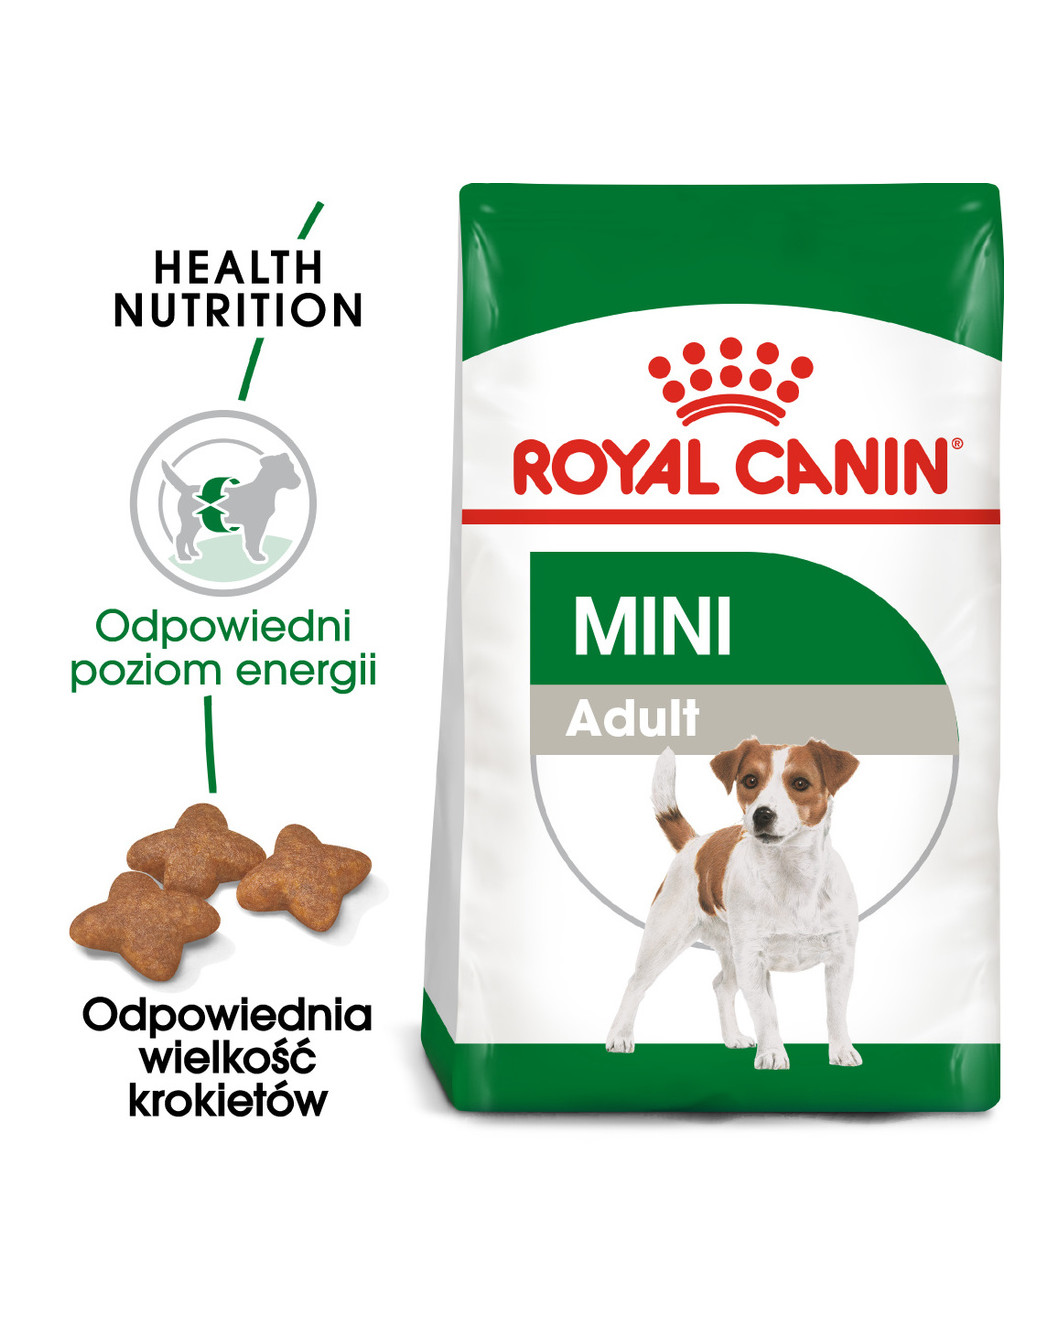 HEALTH
NUTRITION
Odpowiedni
poziom energii
Odpowiednia
wielkość
krokietów
ROYAL CANIN®
MINI
Adult